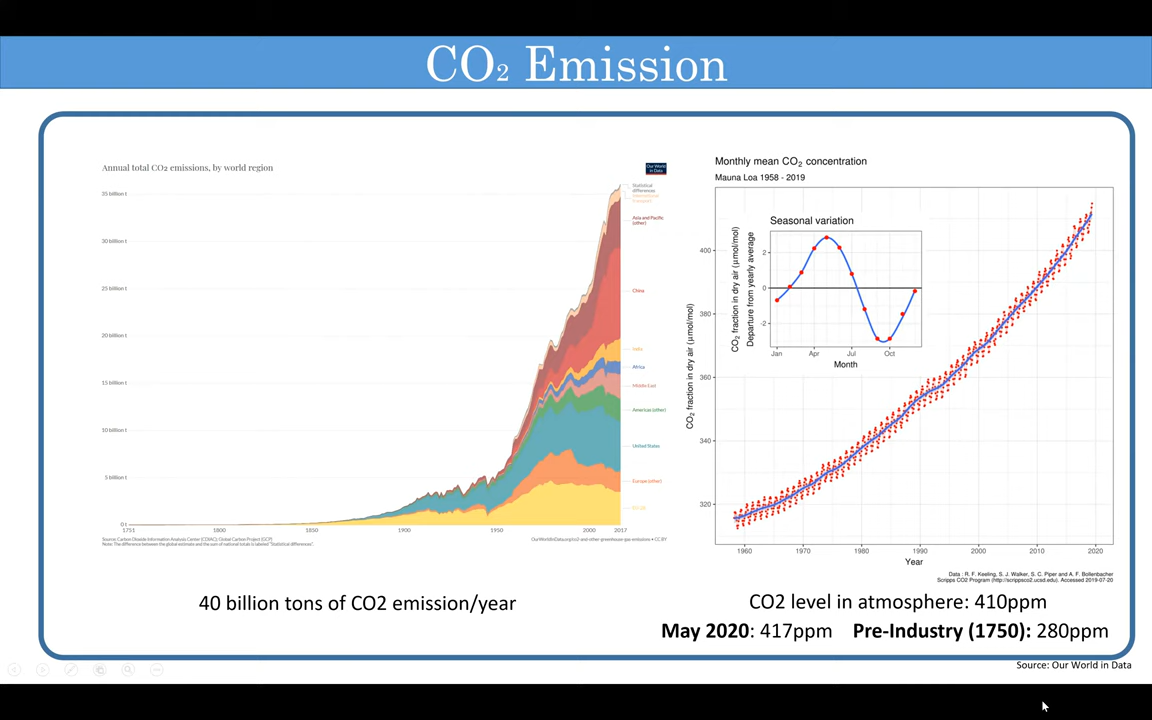 CO₂ Emission
Annual total CO₂ emissions, by world region
Our World
in Data
35 billion t
30 billion t
25 billion t
20 billion t
15 billion t
10 billion t
5 billion t
0 t
1751
1800
1850
1900
1950
2000
2017
Statistical
differences
International
transport
Asia and Pacific
(other)
China
India
Africa
Middle East
Americas (other)
United States
Europe (other)
EU-28
Source: Carbon Dioxide Information Analysis Center (CDIAC); Global Carbon Project (GCP)
Note: The difference between the global estimate and the sum of national totals is labeled "Statistical differences".
OurWorldInData.org/co2-and-other-greenhouse-gas-emissions • CC BY
40 billion tons of CO2 emission/year
Monthly mean CO₂ concentration
Mauna Loa 1958 - 2019
CO₂ fraction in dry air (μmol/mol)
400
380
360
340
320
1960
1970
1980
1990
2000
2010
2020
Year
Seasonal variation
CO₂ fraction in dry air (μmol/mol)
Departure from yearly average
2
0
-2
Jan
Apr
Jul
Oct
Month
Data : R. F. Keeling, S. J. Walker, S. C. Piper and A. F. Bollenbacher
Scripps CO2 Program (http://scrippsco2.ucsd.edu). Accessed 2019-07-20
CO2 level in atmosphere: 410ppm
May 2020: 417ppm Pre-Industry (1750): 280ppm
Source: Our World in Data